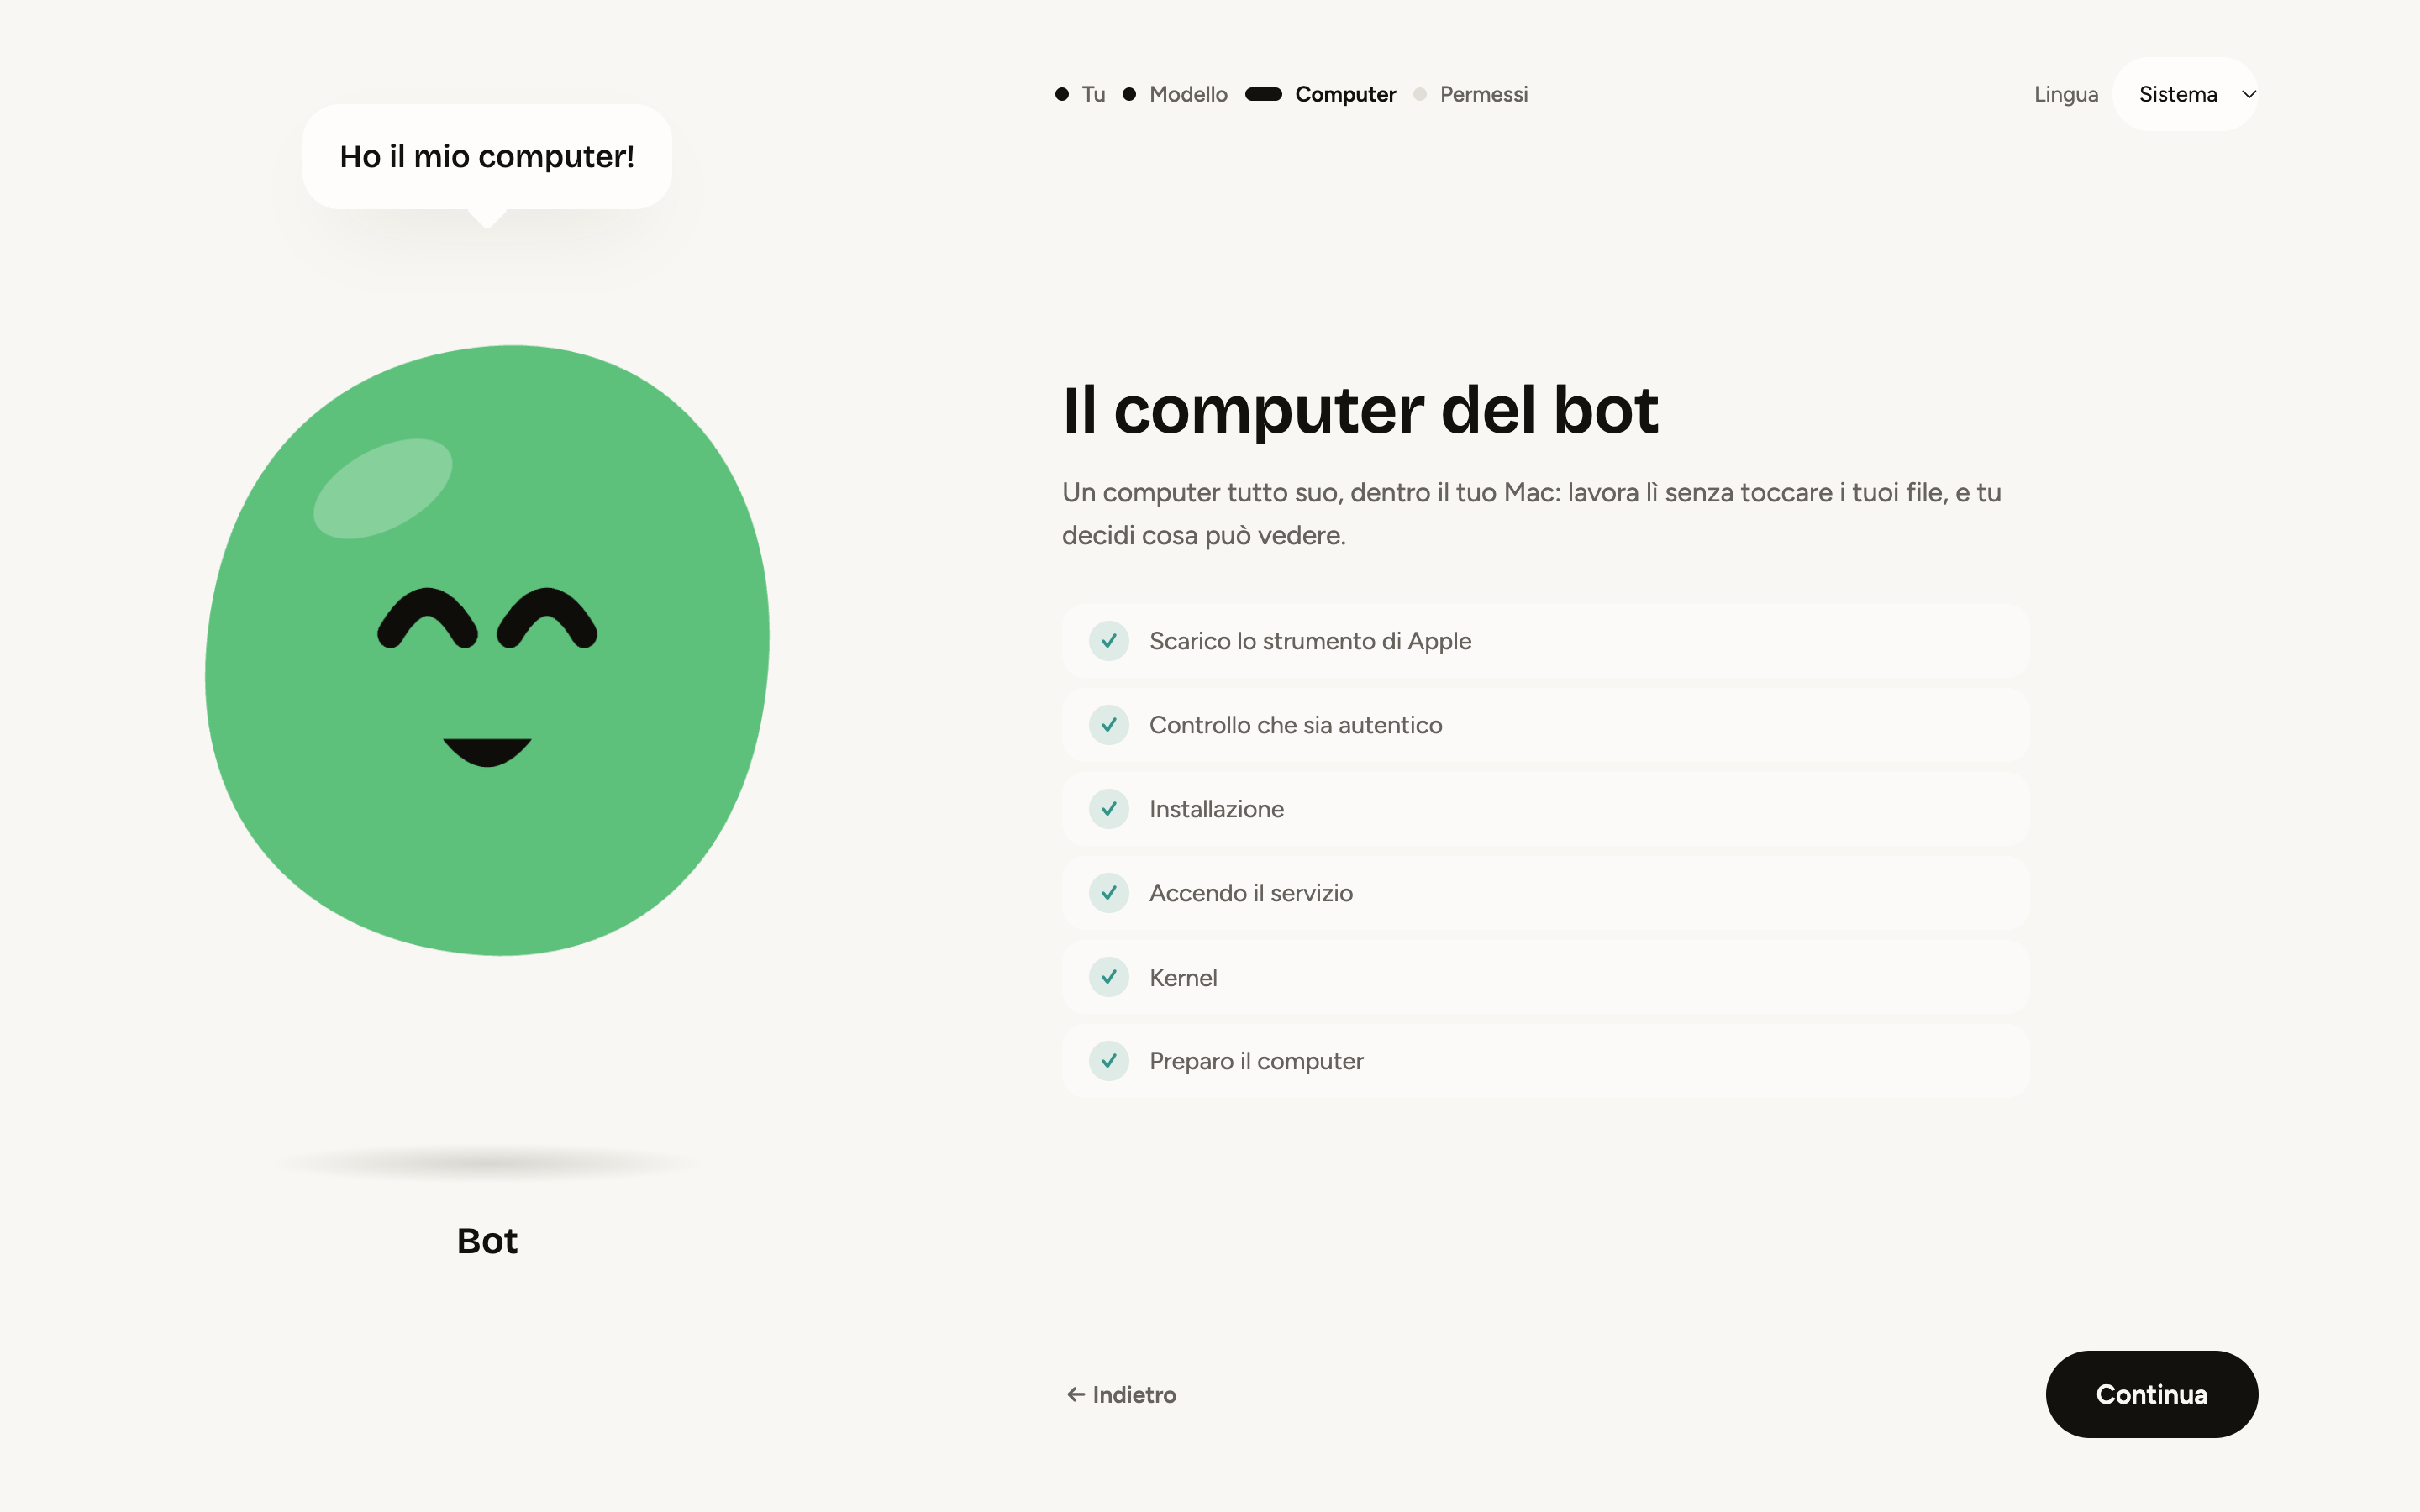 Tu
Modello
Computer
Permessi
Lingua
Sistema
Ho il mio computer!
Il computer del bot
Un computer tutto suo, dentro il tuo Mac: lavora lì senza toccare i tuoi file, e tu
decidi cosa può vedere.
Scarico lo strumento di Apple
Controllo che sia autentico
Installazione
Accendo il servizio
Kernel
Preparo il computer
Bot
Indietro
Continua